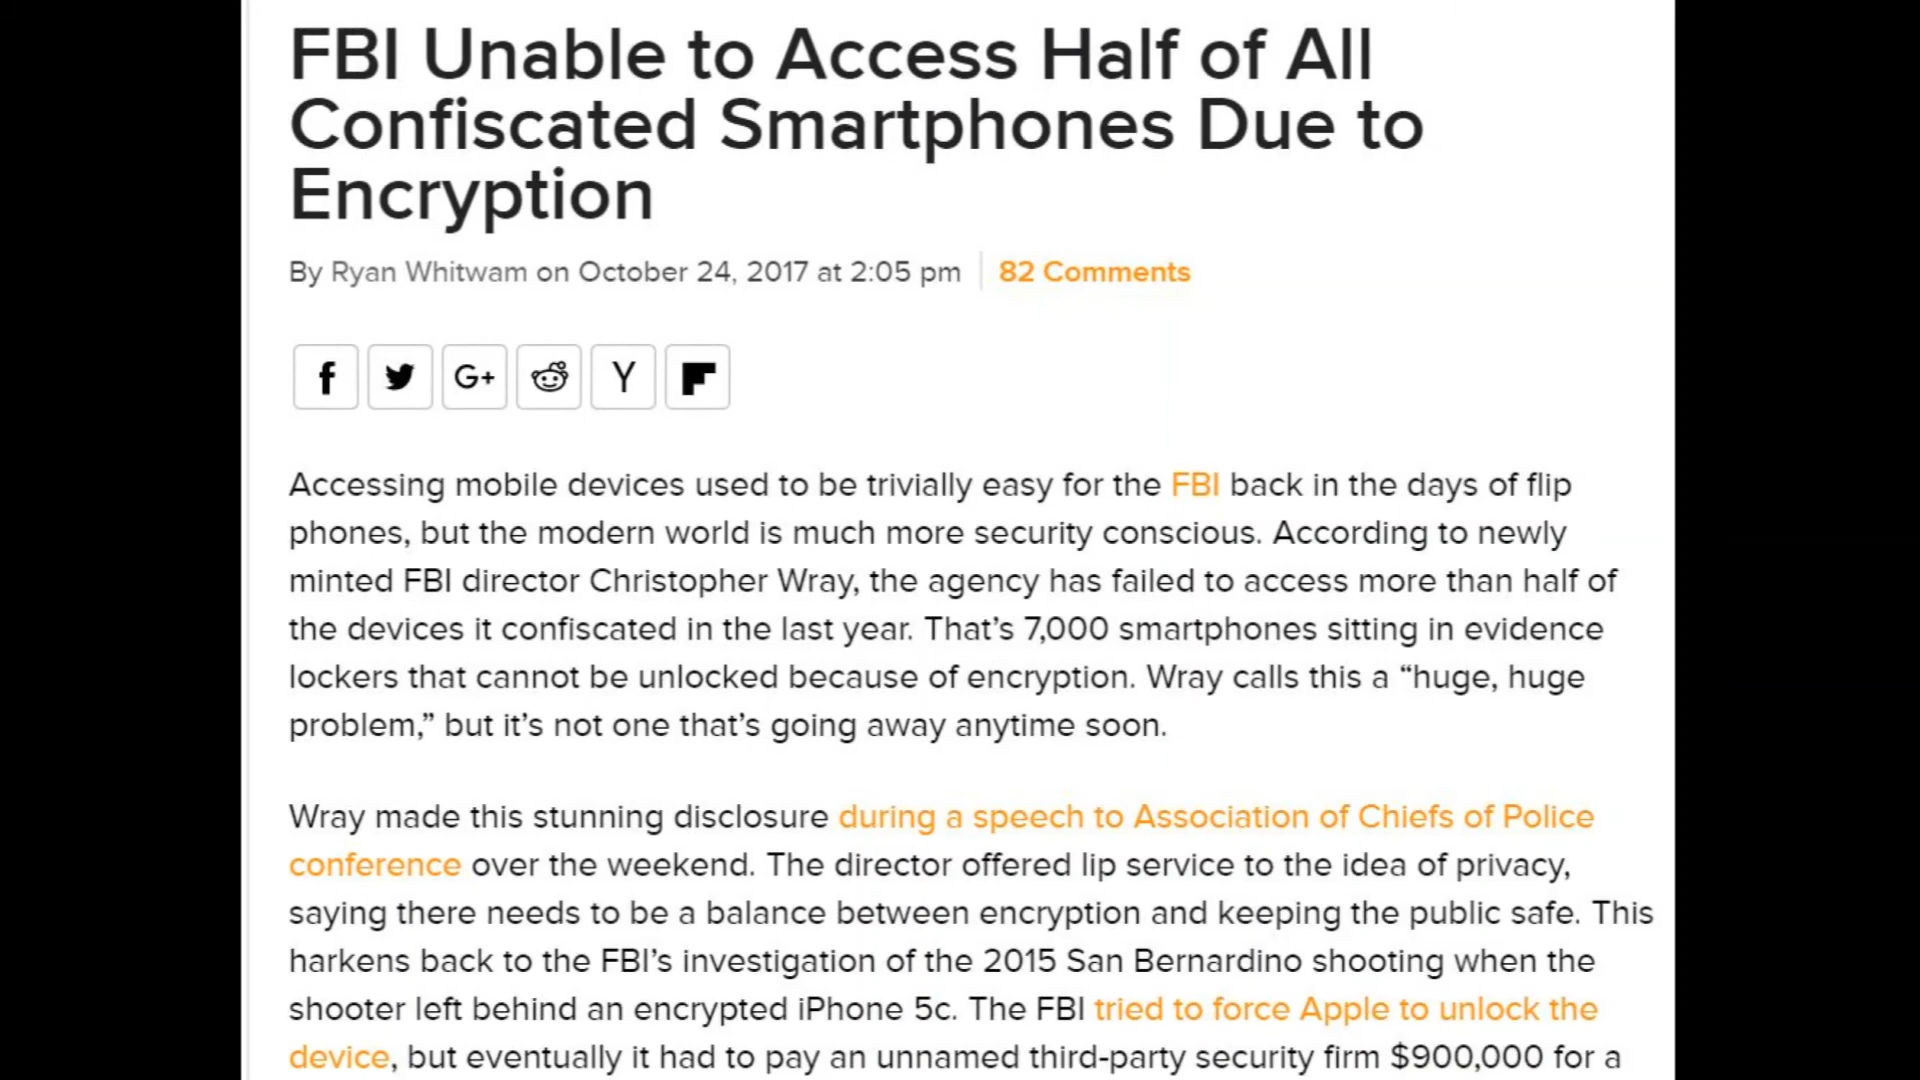 FBI Unable to Access Half of All
Confiscated Smartphones Due to
Encryption
By Ryan Whitwam on October 24, 2017 at 2:05 pm
82 Comments
f G+ Y
Accessing mobile devices used to be trivially easy for the FBI back in the days of flip
phones, but the modern world is much more security conscious. According to newly
minted FBI director Christopher Wray, the agency has failed to access more than half of
the devices it confiscated in the last year. That’s 7,000 smartphones sitting in evidence
lockers that cannot be unlocked because of encryption. Wray calls this a “huge, huge
problem,” but it’s not one that’s going away anytime soon.
Wray made this stunning disclosure during a speech to Association of Chiefs of Police
conference over the weekend. The director offered lip service to the idea of privacy,
saying there needs to be a balance between encryption and keeping the public safe. This
harkens back to the FBI’s investigation of the 2015 San Bernardino shooting when the
shooter left behind an encrypted iPhone 5c. The FBI tried to force Apple to unlock the
device, but eventually it had to pay an unnamed third-party security firm $900,000 for a